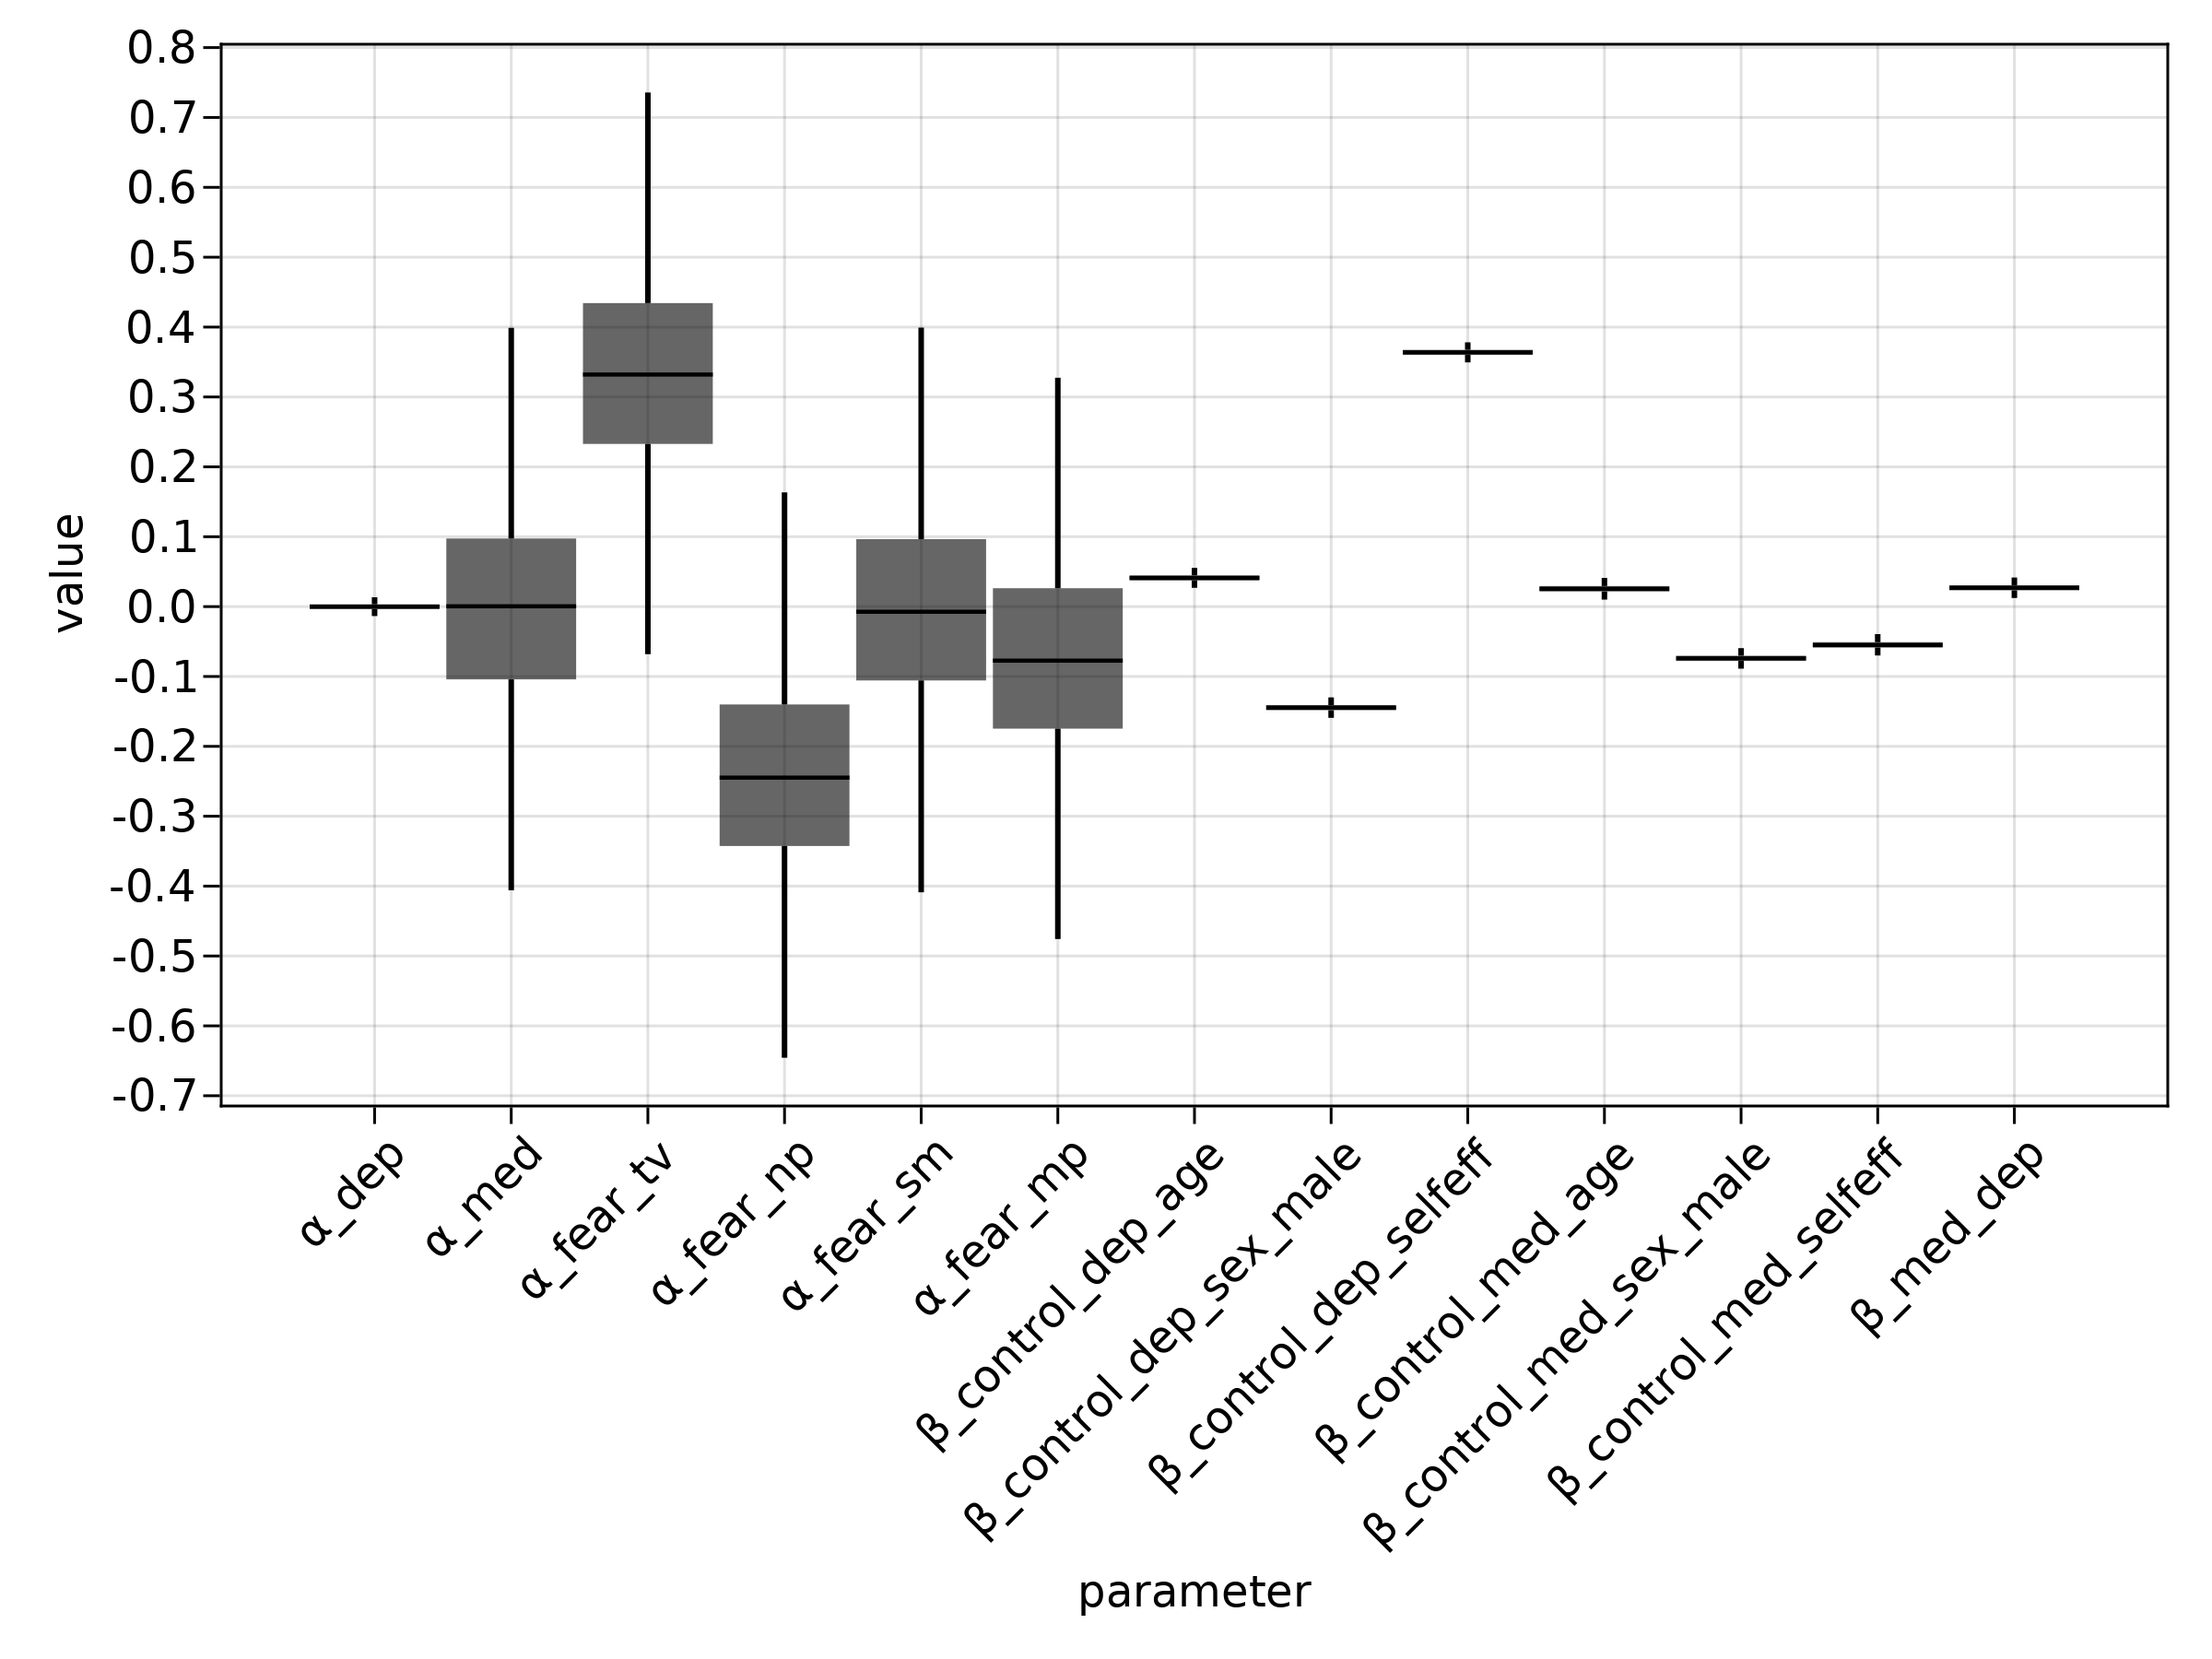 0.8
0.7
0.6
0.5
0.4
0.3
0.2
0.1
0.0
-0.1
-0.2
-0.3
-0.4
-0.5
-0.6
-0.7
value
α_dep
α_med
α_fear_tv
α_fear_np
α_fear_sm
α_fear_mp
β_control_dep_age
β_control_dep_sex_male
β_control_dep_selfeff
β_control_med_age
β_control_med_sex_male
β_control_med_selfeff
β_med_dep
parameter